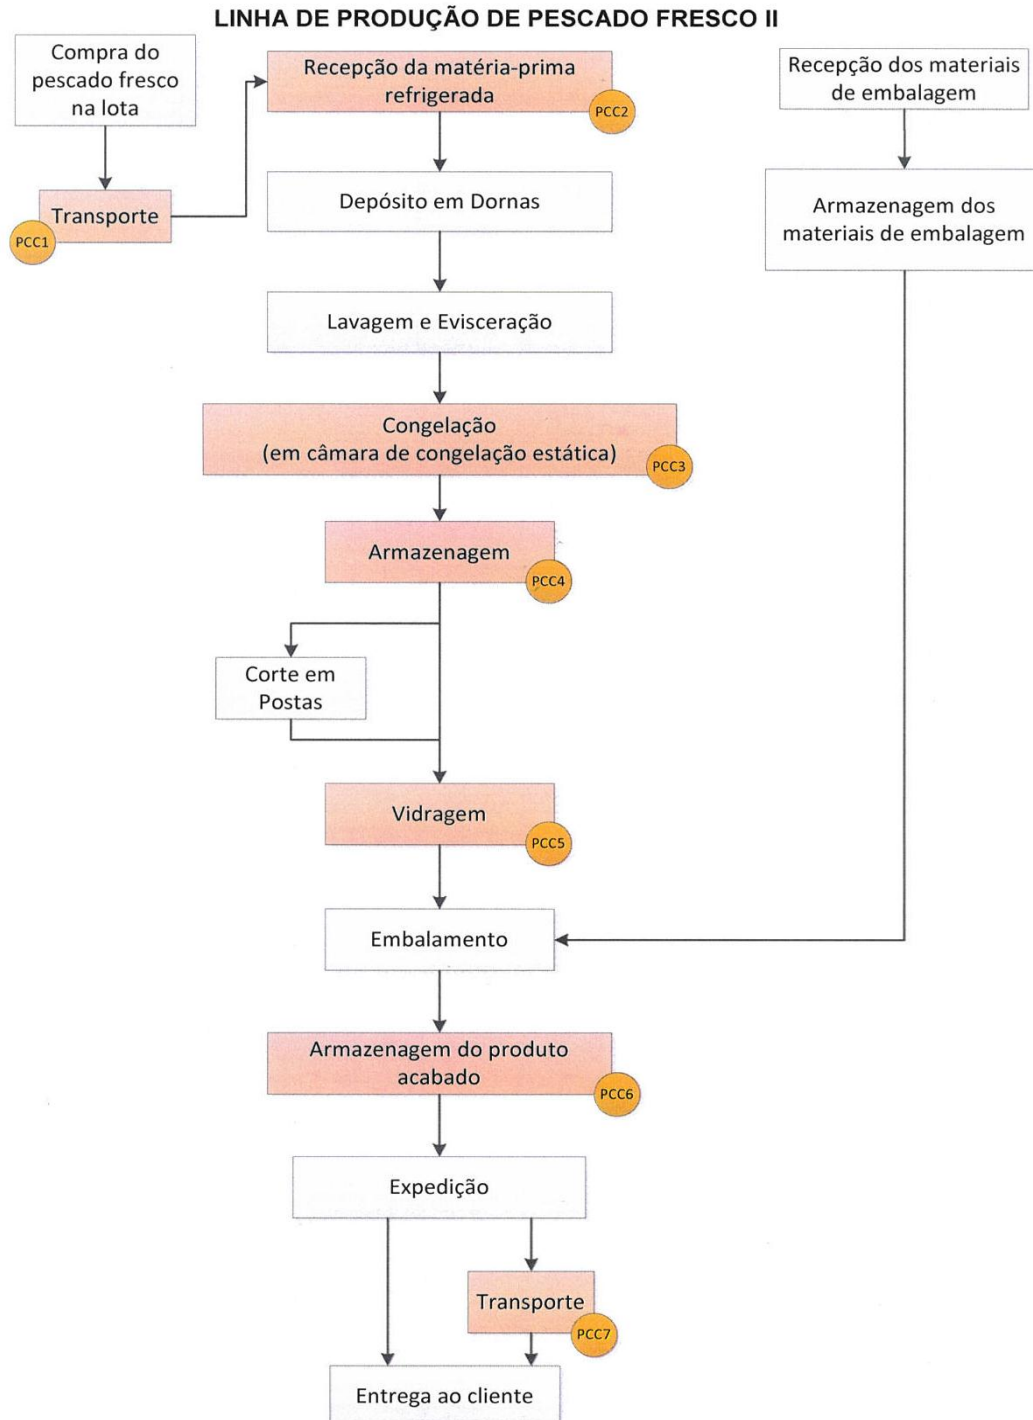 LINHA DE PRODUÇÃO DE PESCADO FRESCO II
Compra do
pescado fresco
na lota
Transporte
PCC1
Recepção da matéria-prima
refrigerada
PCC2
Depósito em Dornas
Lavagem e Evisceração
Congelação
(em câmara de congelação estática)
PCC3
Armazenagem
PCC4
Corte em
Postas
Vidragem
PCC5
Recepção dos materiais
de embalagem
Armazenagem dos
materiais de embalagem
Embalamento
Armazenagem do produto
acabado
PCC6
Expedição
Transporte
PCC7
Entrega ao cliente